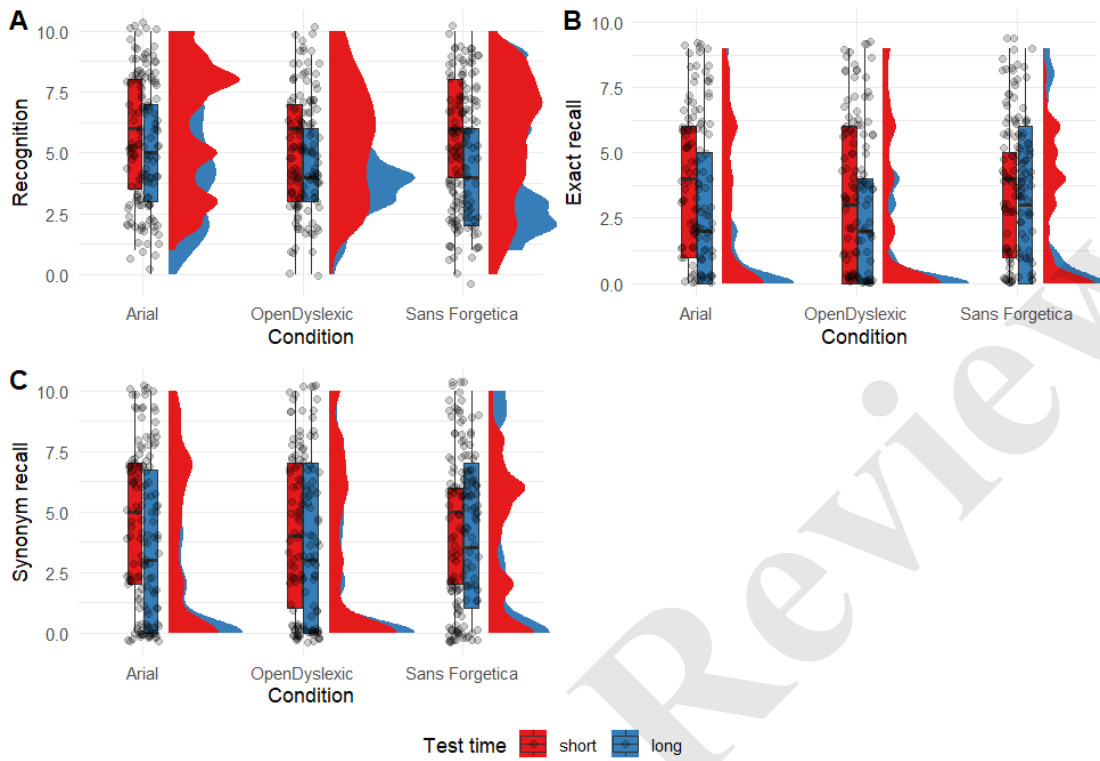 A
Recognition
10.0
7.5
5.0
2.5
0.0
Arial
OpenDyslexic
Sans Forgetica
Condition
B
Exact recall
10.0
7.5
5.0
2.5
0.0
Arial
OpenDyslexic
Sans Forgetica
Condition
C
Synonym recall
10.0
7.5
5.0
2.5
0.0
Arial
OpenDyslexic
Sans Forgetica
Condition
Test time short long
Review